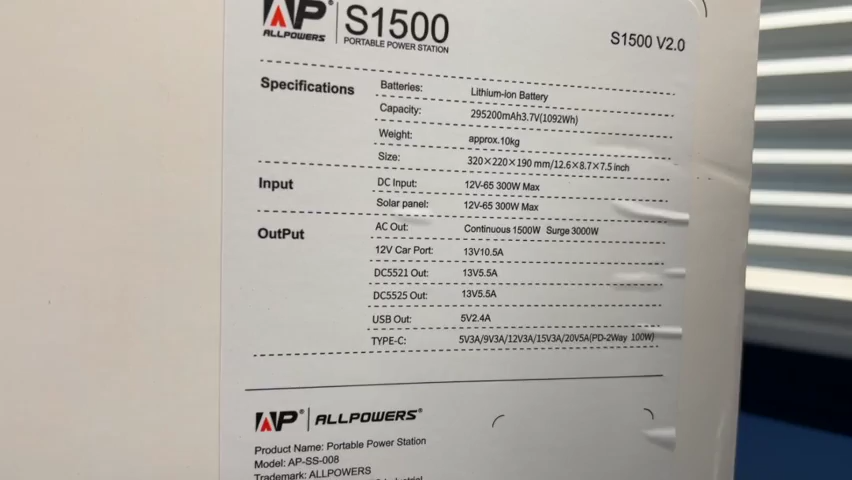 AP® S1500
ALLPOWERS PORTABLE POWER STATION
S1500 V2.0
Specifications
Batteries: Lithium-ion Battery
Capacity: 295200mAh3.7V(1092Wh)
Weight: approx.10kg
Size: 320×220×190 mm/12.6×8.7×7.5 inch
Input
DC Input: 12V-65 300W Max
Solar panel: 12V-65 300W Max
OutPut
AC Out: Continuous 1500W Surge 3000W
12V Car Port: 13V10.5A
DC5521 Out: 13V5.5A
DC5525 Out: 13V5.5A
USB Out: 5V2.4A
TYPE-C: 5V3A/9V3A/12V3A/15V3A/20V5A(PD-2Way 100W)
AP® ALLPOWERS®
Product Name: Portable Power Station
Model: AP-SS-008
Trademark: ALLPOWERS